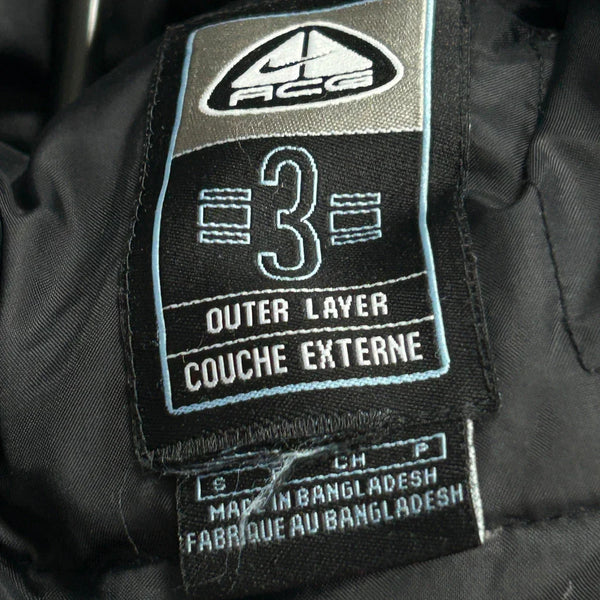 ACG
3
OUTER LAYER
COUCHE EXTERNE
S CH P
MADE IN BANGLADESH
FABRIQUE AU BANGLADESH